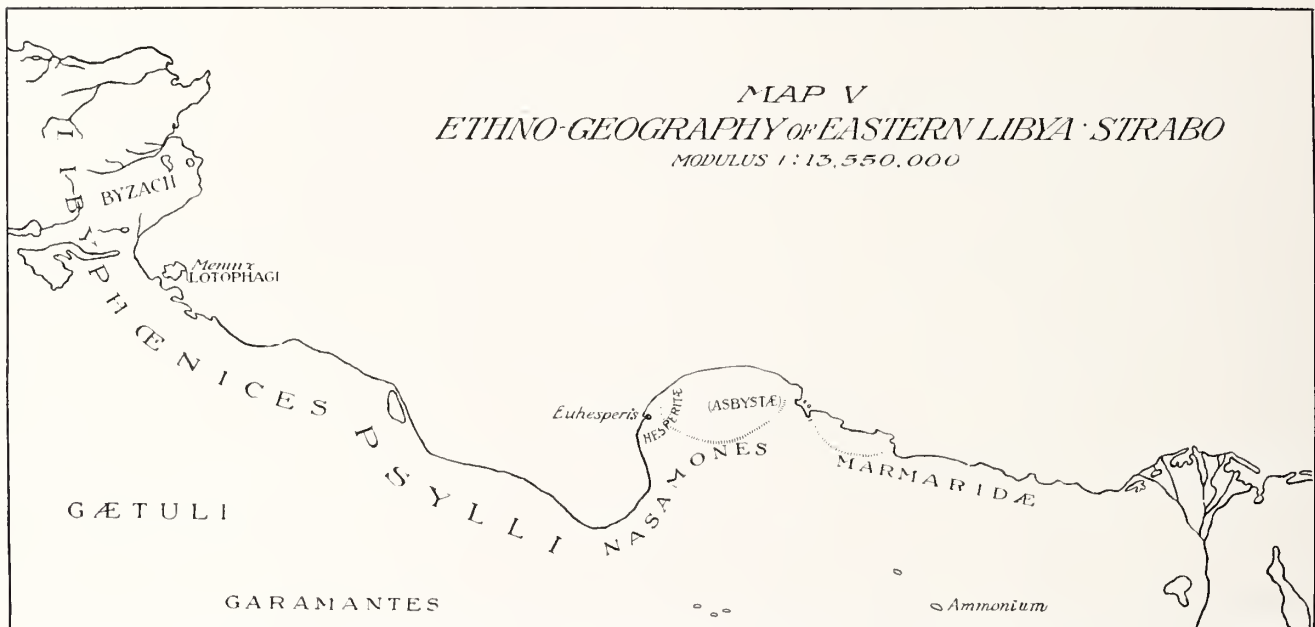 MAP V
ETHNO-GEOGRAPHY OF EASTERN LIBYA · STRABO
MODULUS 1:13,550,000
LIBYPHŒNICES
BYZACII
Meninx
LOTOPHAGI
Euhesperis
HESPERITÆ
(ASBYSTÆ)
PSYLLI
NASAMONES
MARMARIDÆ
GÆTULI
GARAMANTES
Ammonium